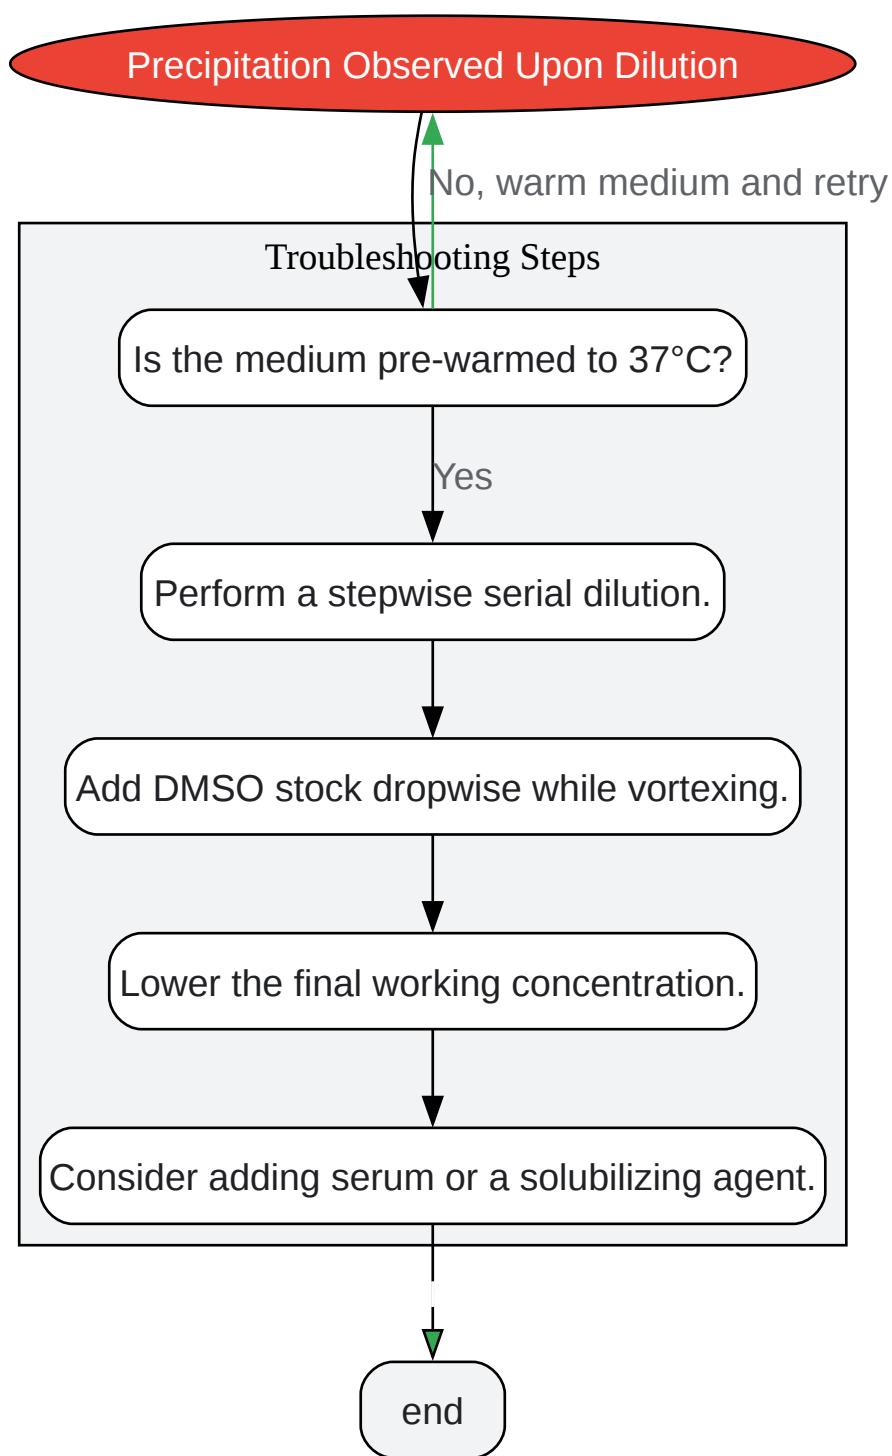 Precipitation Observed Upon Dilution
No, warm medium and retry
Troubleshooting Steps
Is the medium pre-warmed to 37°C?
Yes
Perform a stepwise serial dilution.
Add DMSO stock dropwise while vortexing.
Lower the final working concentration.
Consider adding serum or a solubilizing agent.
end